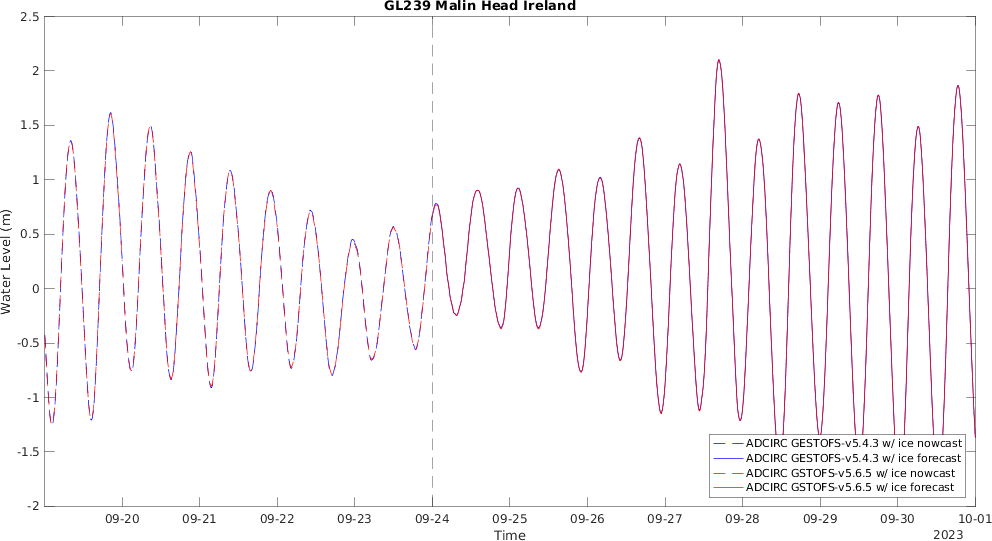 GL239 Malin Head Ireland
2.5
2
1.5
1
0.5
0
-0.5
-1
-1.5
-2
Water Level (m)
ADCIRC GESTOFS-v5.4.3 w/ ice nowcast
ADCIRC GESTOFS-v5.4.3 w/ ice forecast
ADCIRC GSTOFS-v5.6.5 w/ ice nowcast
ADCIRC GSTOFS-v5.6.5 w/ ice forecast
09-20 09-21 09-22 09-23 09-24 09-25 09-26 09-27 09-28 09-29 09-30 10-01
Time
2023